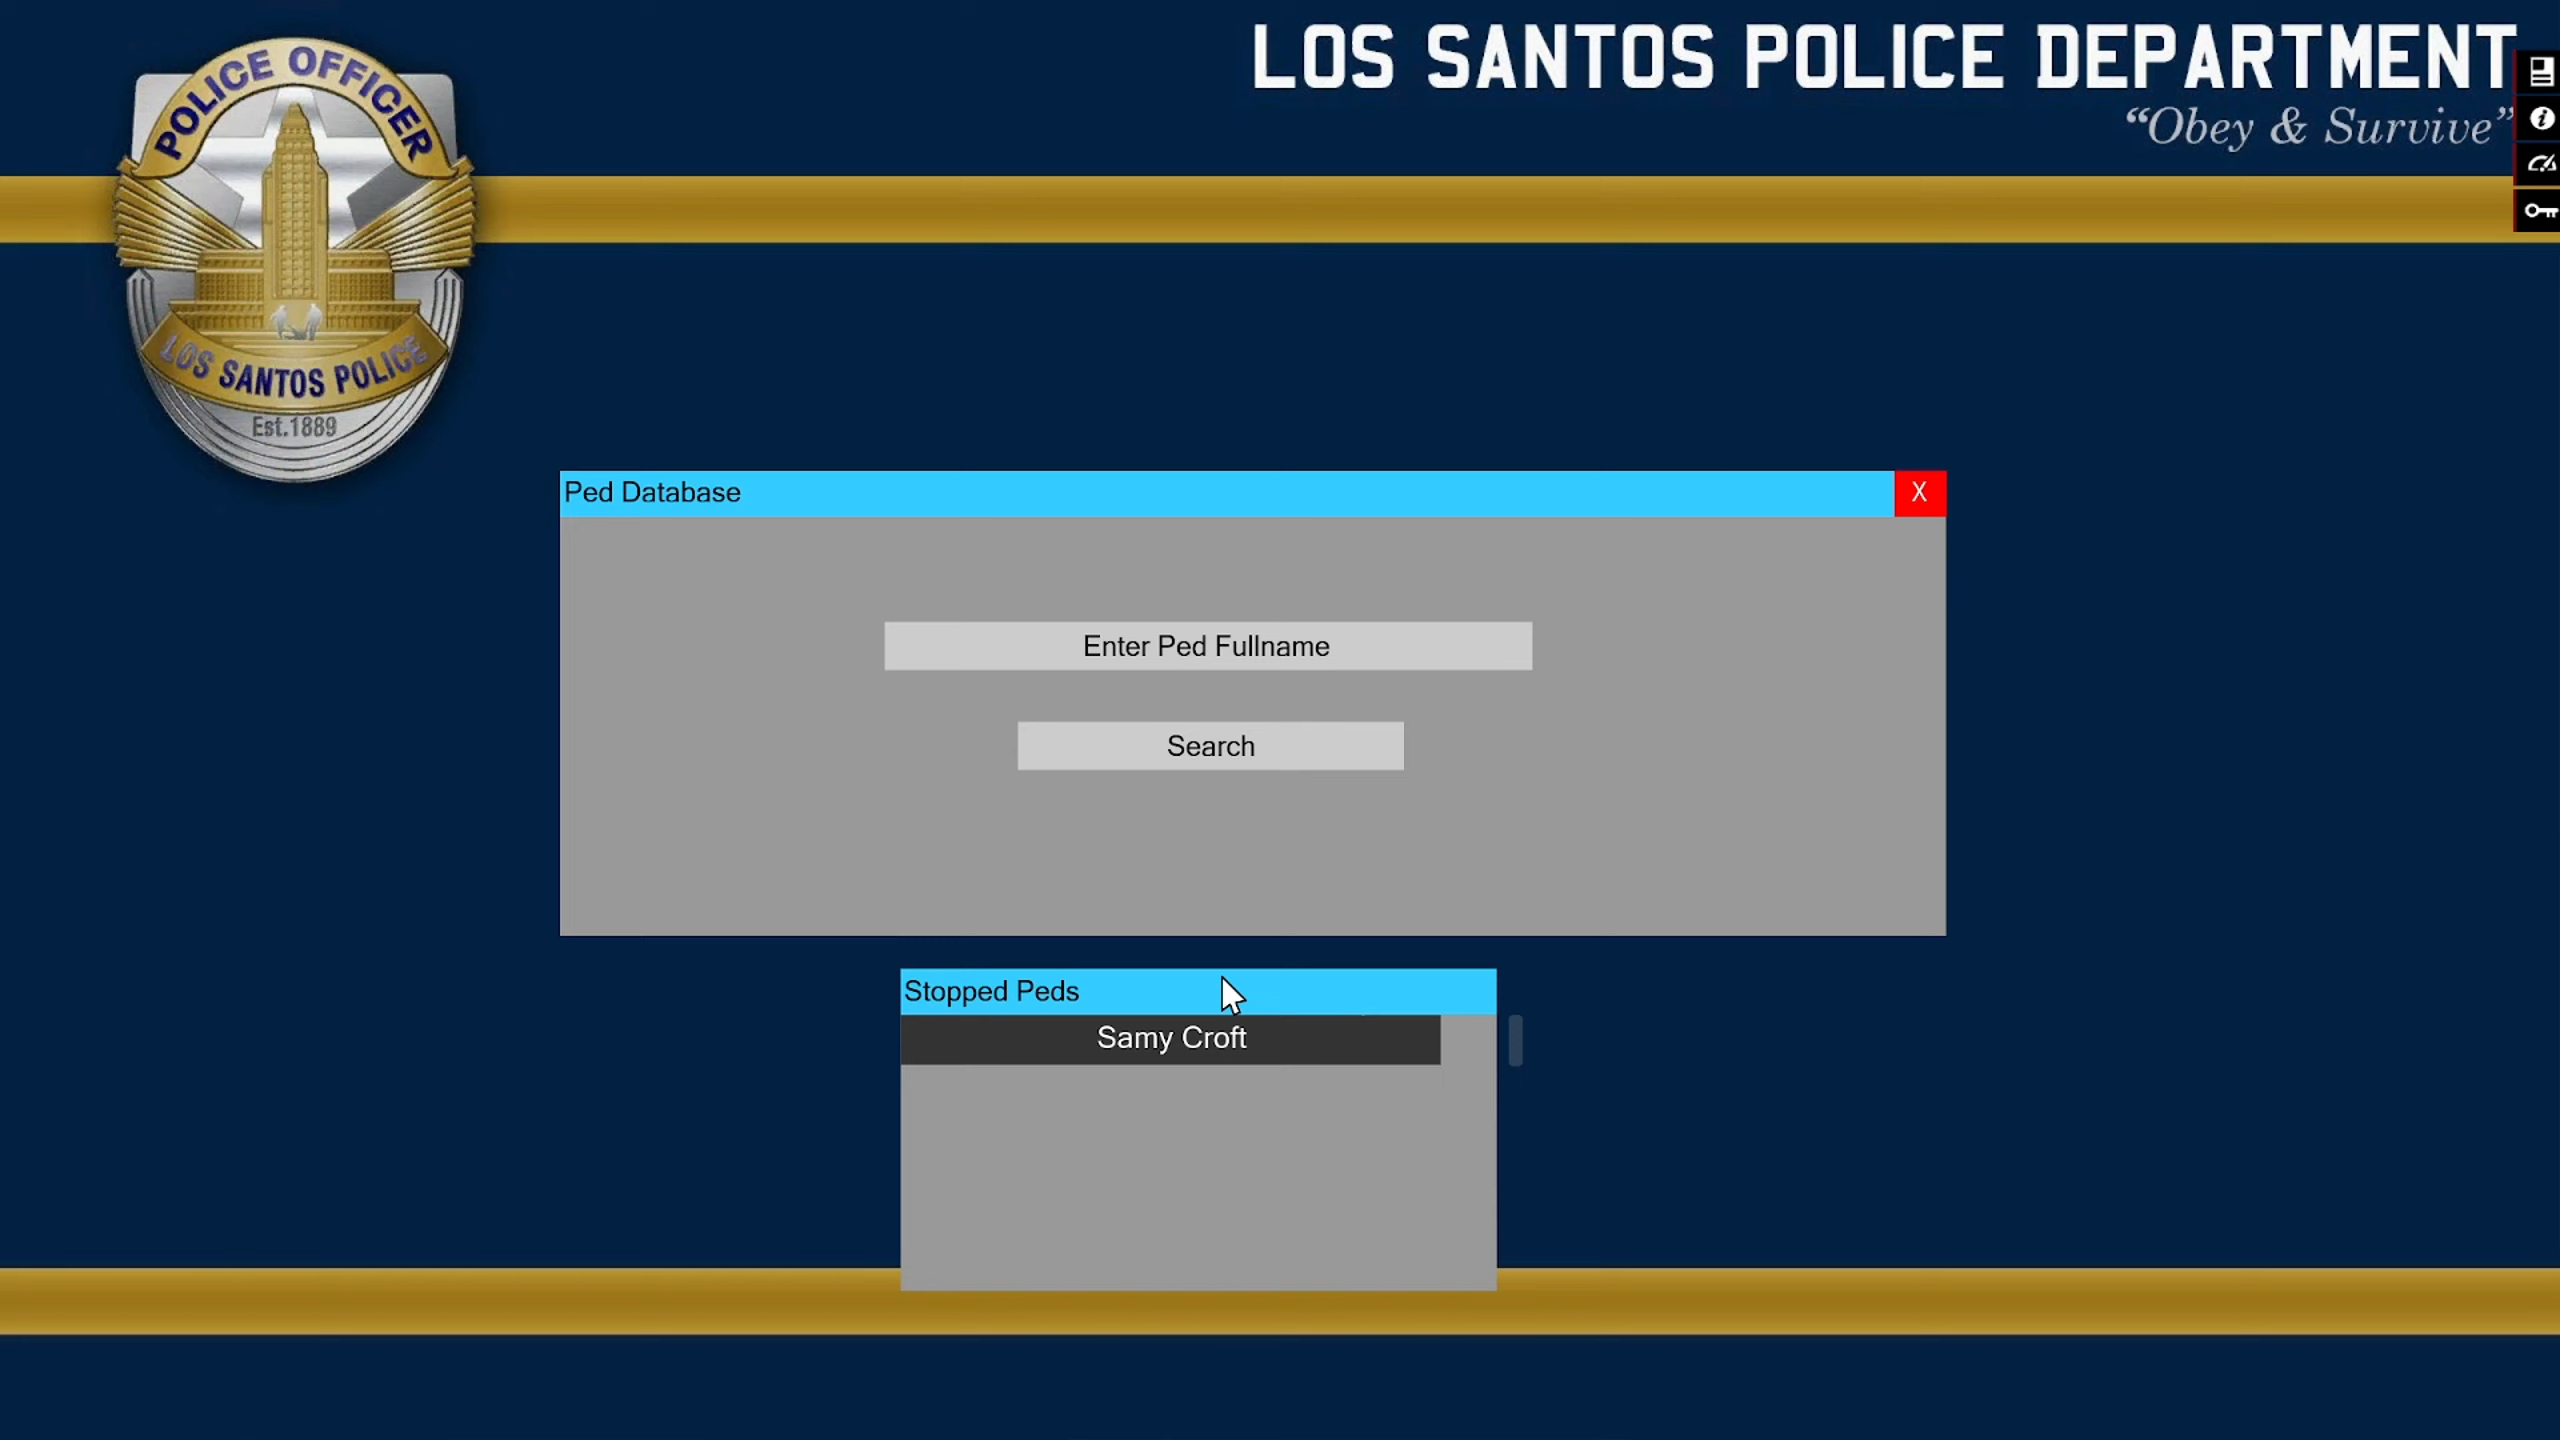 LOS SANTOS POLICE DEPARTMENT
“Obey & Survive”
POLICE OFFICER
LOS SANTOS POLICE
Est.1889
Ped Database
X
Enter Ped Fullname
Search
Stopped Peds
Samy Croft